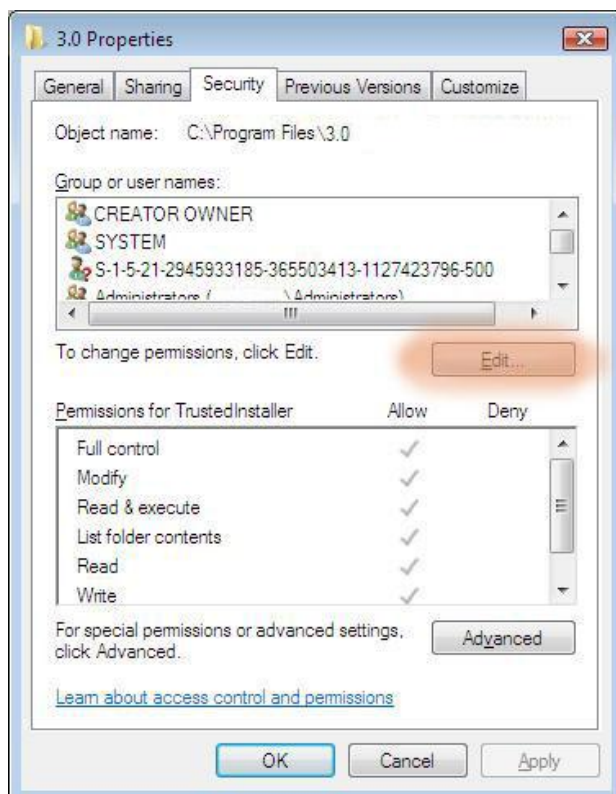 3.0 Properties
General Sharing Security Previous Versions Customize
Object name: C:\Program Files\3.0
Group or user names:
CREATOR OWNER
SYSTEM
S-1-5-21-2945933185-365503413-1127423796-500
Administrators ( \Administrators)
To change permissions, click Edit.
Edit...
Permissions for TrustedInstaller Allow Deny
Full control
Modify
Read & execute
List folder contents
Read
Write
For special permissions or advanced settings,
click Advanced.
Advanced
Learn about access control and permissions
OK Cancel Apply